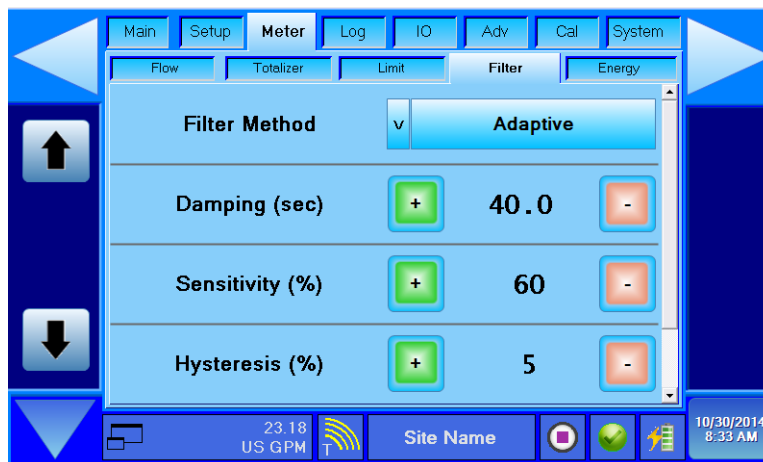 Main Setup Meter Log IO Adv Cal System
Flow Totalizer Limit Filter Energy
Filter Method v Adaptive
Damping (sec) + 40.0 -
Sensitivity (%) + 60 -
Hysteresis (%) + 5 -
23.18
US GPM T Site Name
10/30/2014
8:33 AM